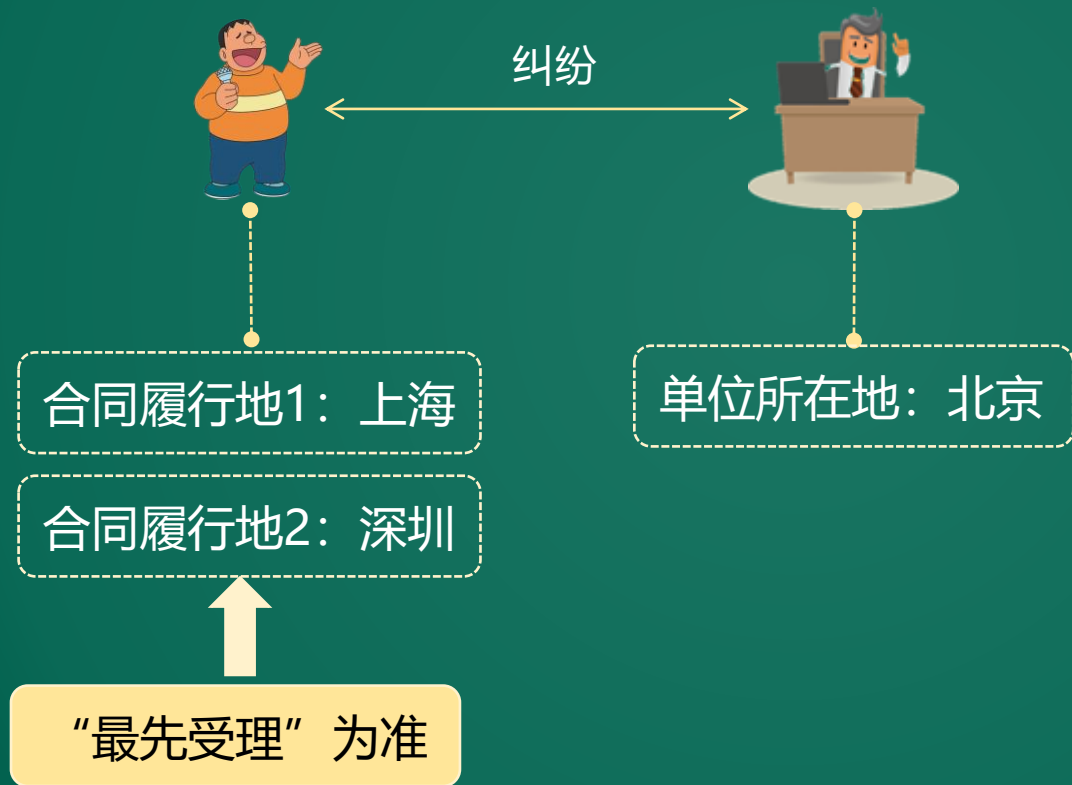 纠纷
合同履行地1：上海
单位所在地：北京
合同履行地2：深圳
“最先受理”为准